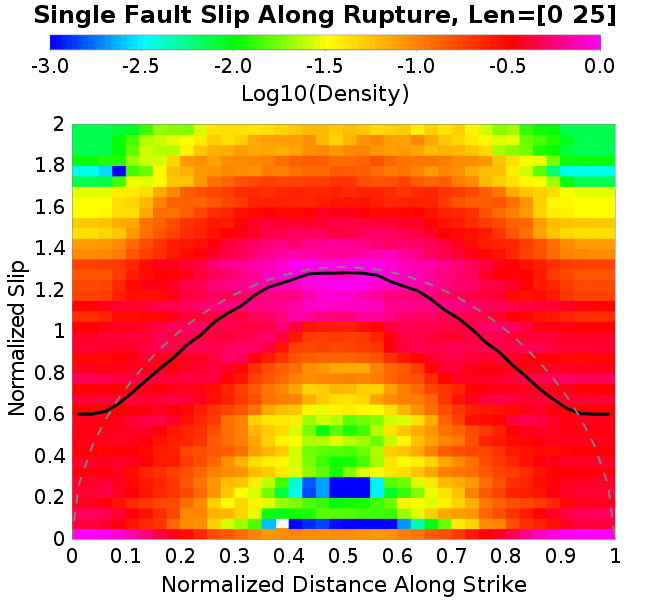 Single Fault Slip Along Rupture, Len=[0 25]
-3.0 -2.5 -2.0 -1.5 -1.0 -0.5 0.0
Log10(Density)
2
1.8
1.6
1.4
1.2
1
0.8
0.6
0.4
0.2
0
Normalized Slip
0 0.1 0.2 0.3 0.4 0.5 0.6 0.7 0.8 0.9 1
Normalized Distance Along Strike